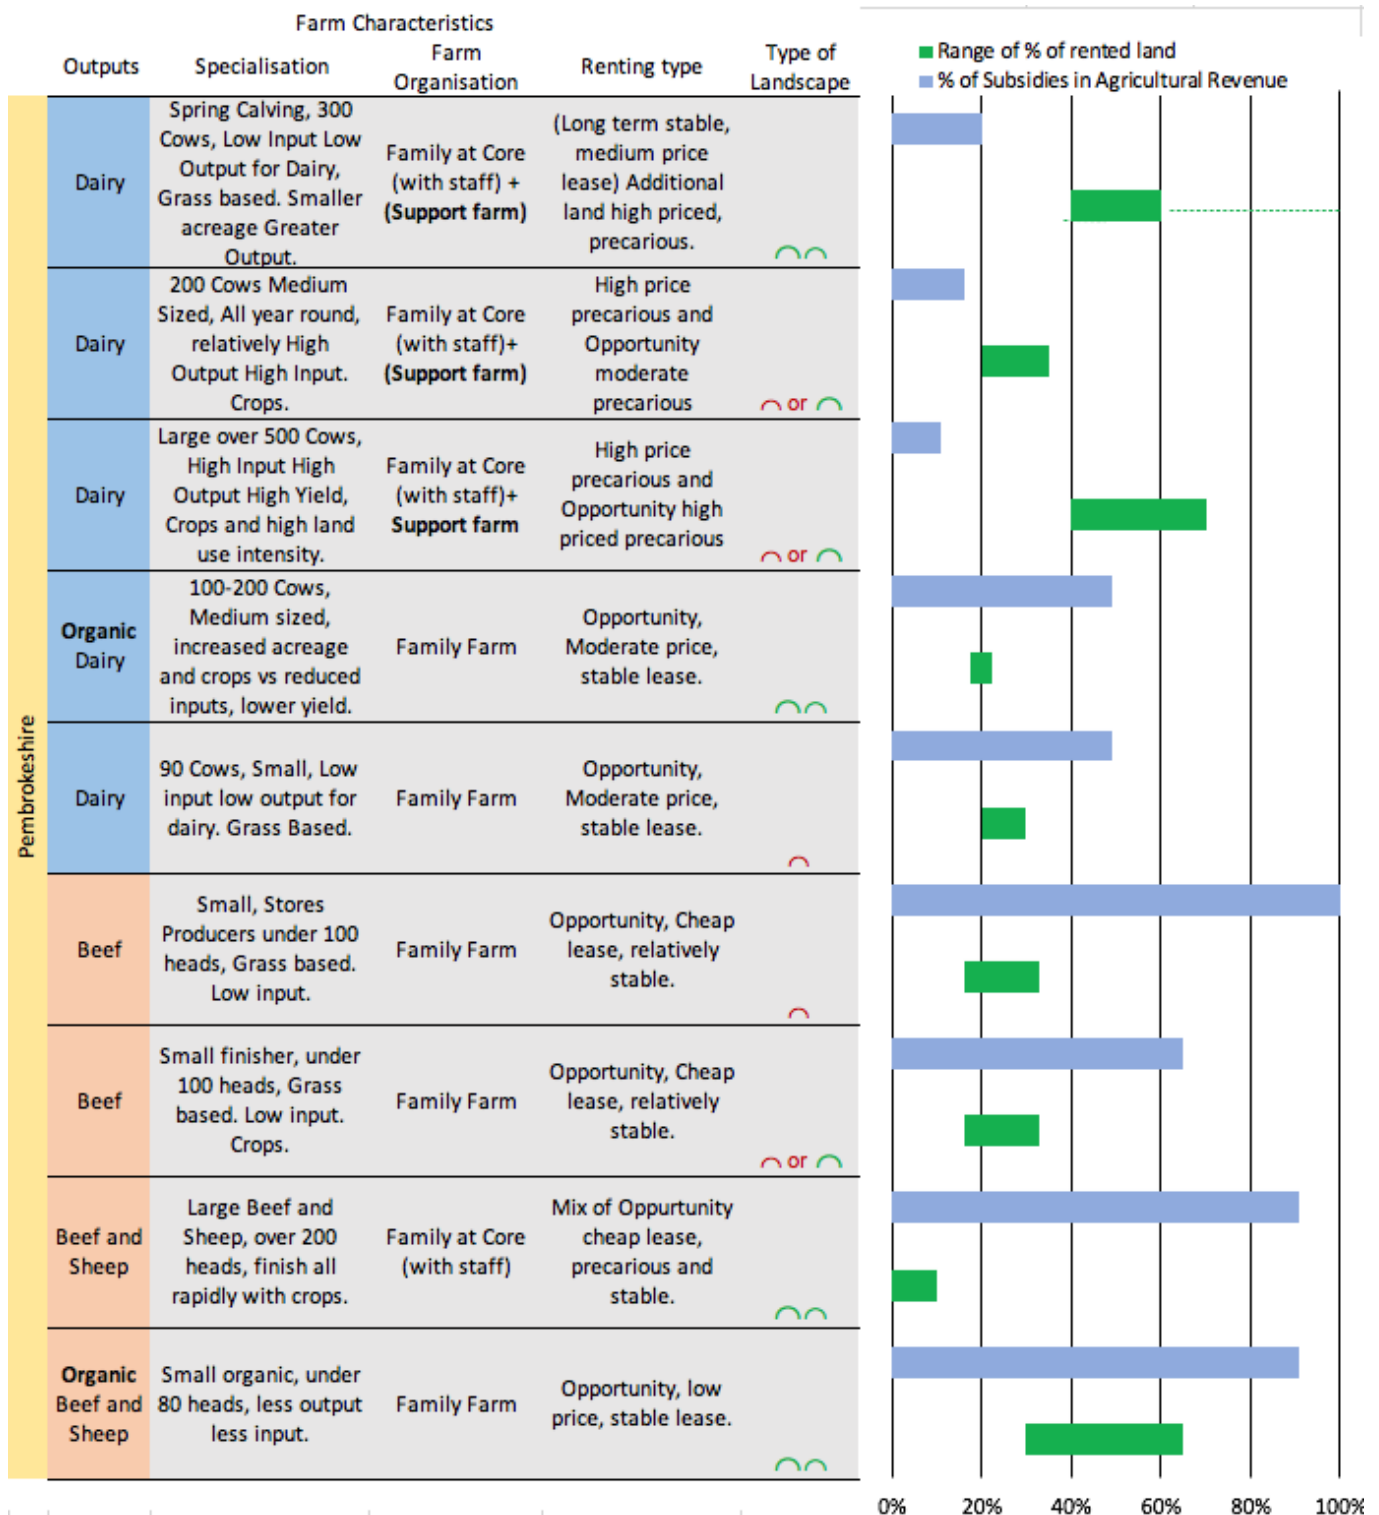 Farm Characteristics
Outputs
Specialisation
Farm
Organisation
Renting type
Type of
Landscape
Range of % of rented land
% of Subsidies in Agricultural Revenue
Pembrokeshire
Dairy
Spring Calving, 300
Cows, Low Input Low
Output for Dairy,
Grass based. Smaller
acreage Greater
Output.
Family at Core
(with staff) +
(Support farm)
(Long term stable,
medium price
lease) Additional
land high priced,
precarious.
Dairy
200 Cows Medium
Sized, All year round,
relatively High
Output High Input.
Crops.
Family at Core
(with staff)+
(Support farm)
High price
precarious and
Opportunity
moderate
precarious
or
Dairy
Large over 500 Cows,
High Input High
Output High Yield,
Crops and high land
use intensity.
Family at Core
(with staff)+
Support farm
High price
precarious and
Opportunity high
priced precarious
or
Organic
Dairy
100-200 Cows,
Medium sized,
increased acreage
and crops vs reduced
inputs, lower yield.
Family Farm
Opportunity,
Moderate price,
stable lease.
Dairy
90 Cows, Small, Low
input low output for
dairy. Grass Based.
Family Farm
Opportunity,
Moderate price,
stable lease.
Beef
Small, Stores
Producers under 100
heads, Grass based.
Low input.
Family Farm
Opportunity, Cheap
lease, relatively
stable.
Beef
Small finisher, under
100 heads, Grass
based. Low input.
Crops.
Family Farm
Opportunity, Cheap
lease, relatively
stable.
or
Beef and
Sheep
Large Beef and
Sheep, over 200
heads, finish all
rapidly with crops.
Family at Core
(with staff)
Mix of Oppurtunity
cheap lease,
precarious and
stable.
Organic
Beef and
Sheep
Small organic, under
80 heads, less output
less input.
Family Farm
Opportunity, low
price, stable lease.
0% 20% 40% 60% 80% 100%